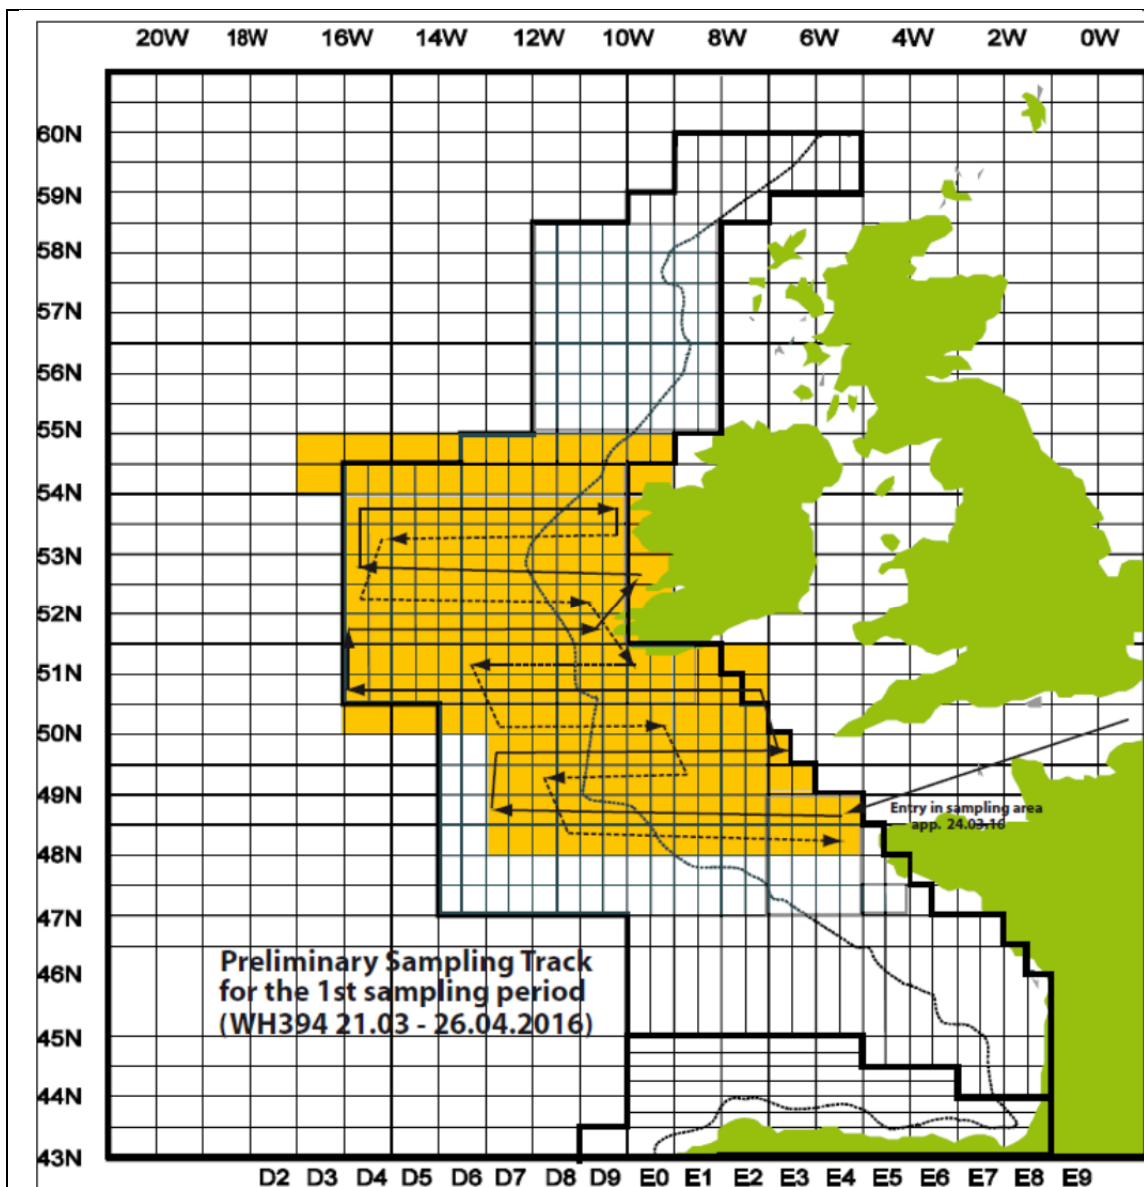 20W 18W 16W 14W 12W 10W 8W 6W 4W 2W 0W
60N
59N
58N
57N
56N
55N
54N
53N
52N
51N
50N
49N
Entry in sampling area
app. 24.03.16
48N
47N
Preliminary Sampling Track
46N
for the 1st sampling period
(WH394 21.03 - 26.04.2016)
45N
44N
43N
D2 D3 D4 D5 D6 D7 D8 D9 E0 E1 E2 E3 E4 E5 E6 E7 E8 E9